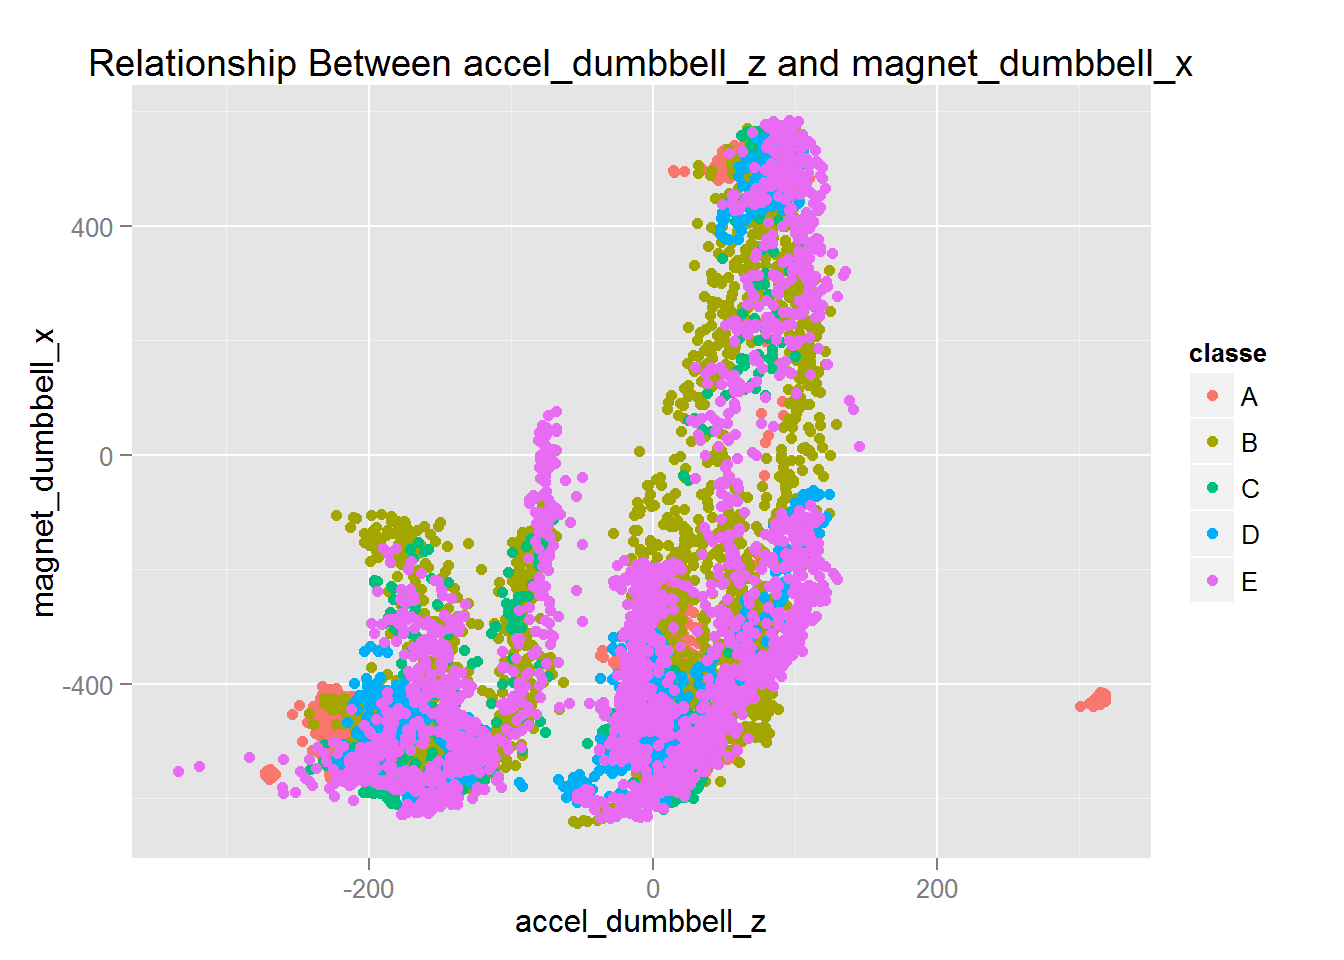 Relationship Between accel_dumbbell_z and magnet_dumbbell_x
magnet_dumbbell_x
400
0
-400
-200
0
200
accel_dumbbell_z
classe
A
B
C
D
E